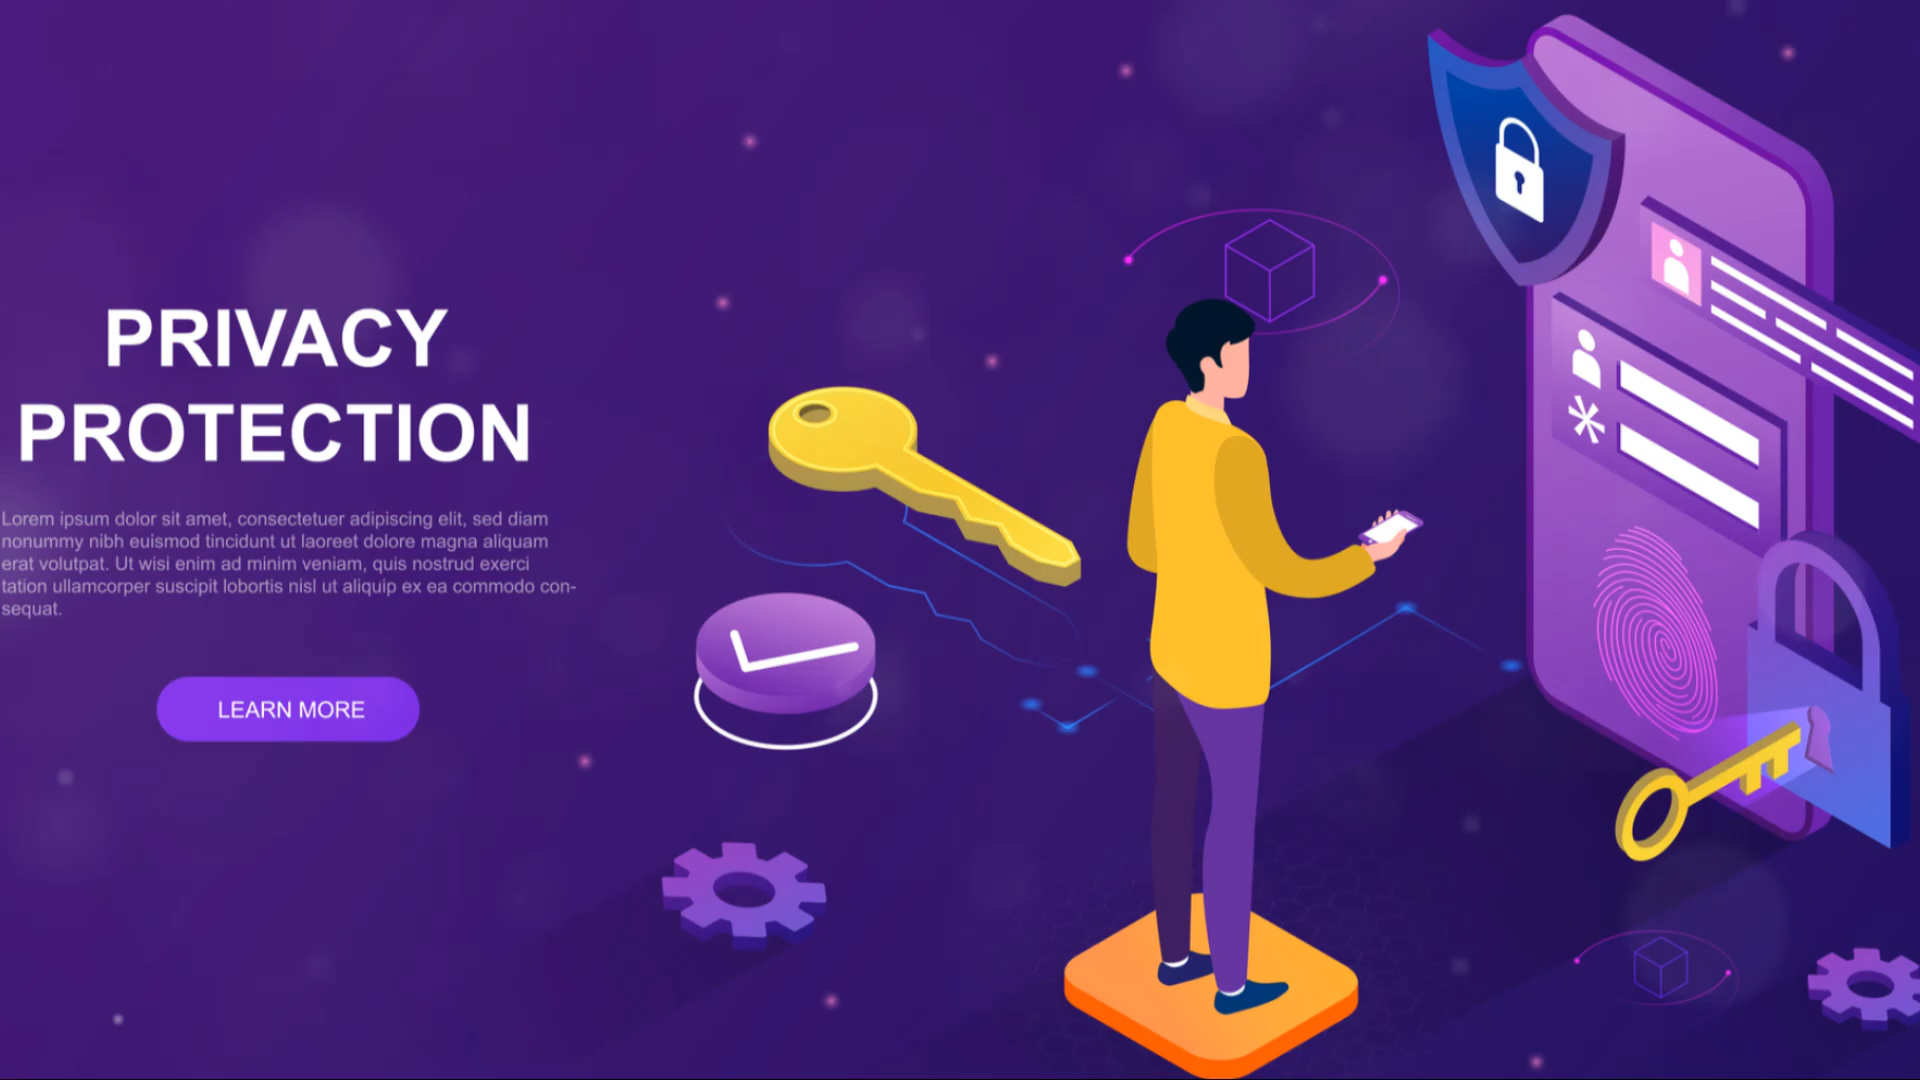 PRIVACY
PROTECTION
Lorem ipsum dolor sit amet, consectetuer adipiscing elit, sed diam
nonummy nibh euismod tincidunt ut laoreet dolore magna aliquam
erat volutpat. Ut wisi enim ad minim veniam, quis nostrud exerci
tation ullamcorper suscipit lobortis nisl ut aliquip ex ea commodo con-
sequat.
LEARN MORE